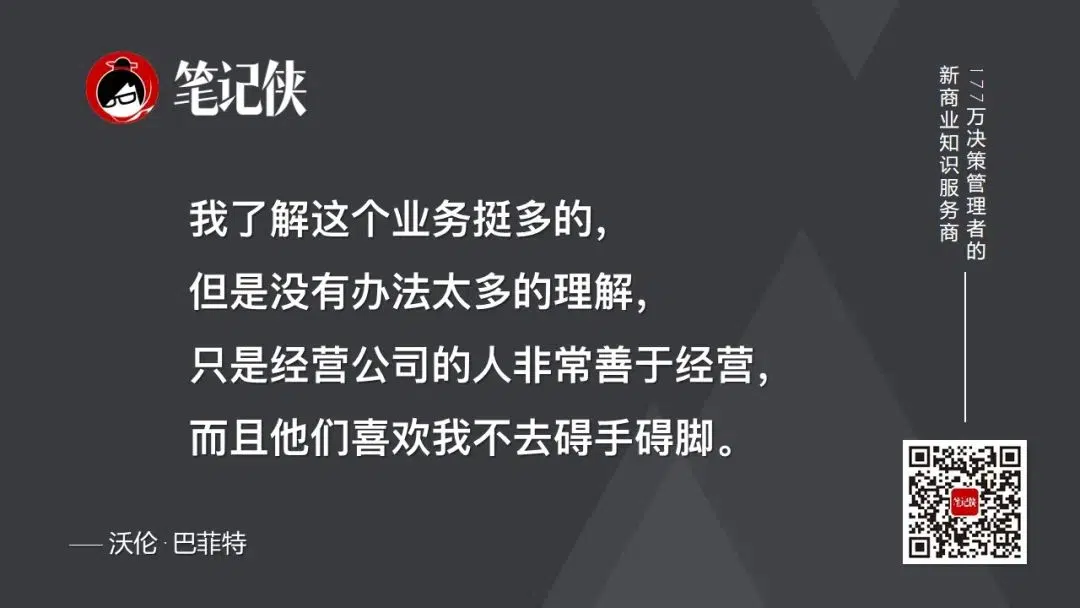 笔记侠
我了解这个业务挺多的,
但是没有办法太多的理解,
只是经营公司的人非常善于经营,
而且他们喜欢我不去碍手碍脚。
—— 沃伦·巴菲特
177万决策管理者的
新商业知识服务商
笔记侠